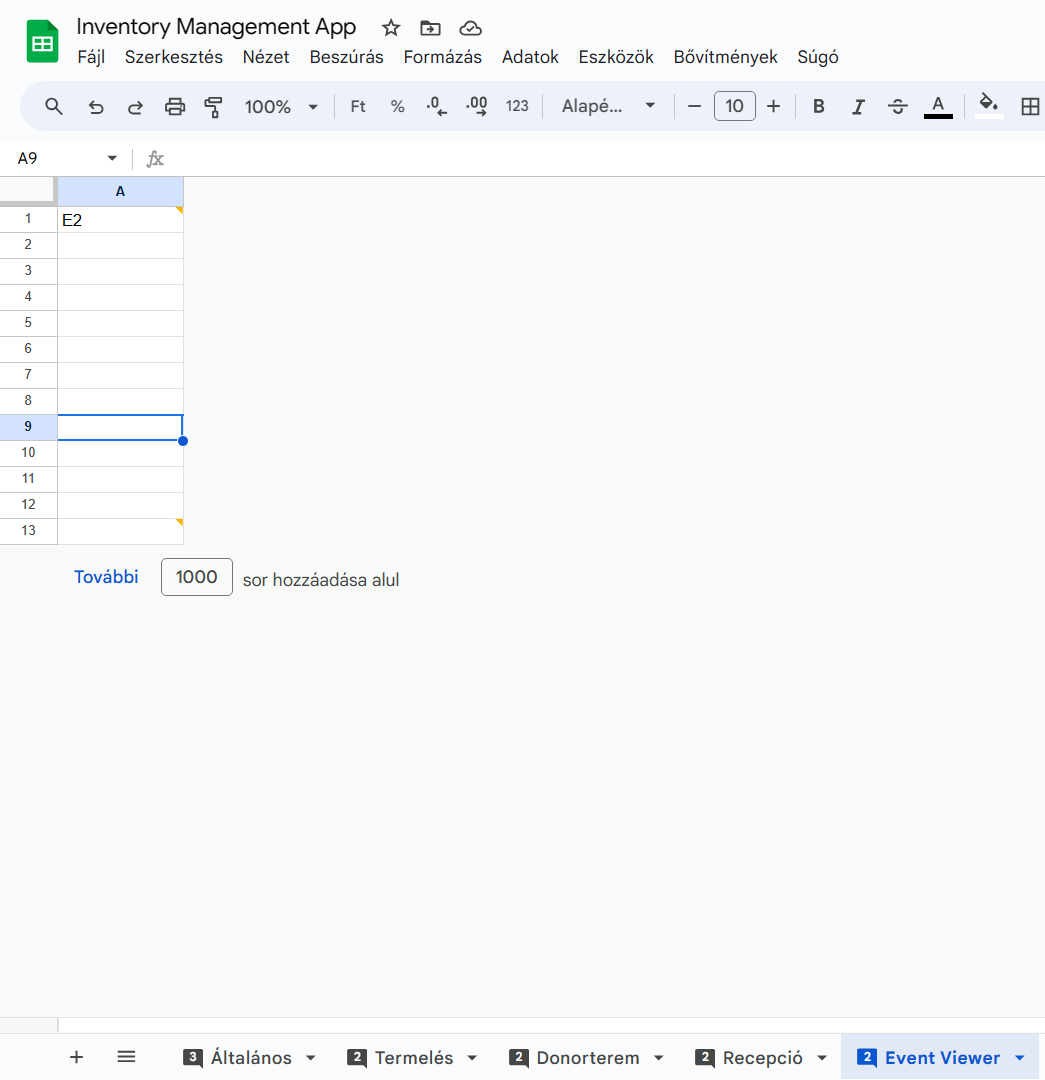 Inventory Management App
Fájl Szerkesztés Nézet Beszúrás Formázás Adatok Eszközök Bővítmények Súgó
100% Ft % .0 .00 123 Alapé... 10 B I S A
A9 fx
A
1 E2
2
3
4
5
6
7
8
9
10
11
12
13
További 1000 sor hozzáadása alul
3 Általános 2 Termelés 2 Donorterem 2 Recepció 2 Event Viewer